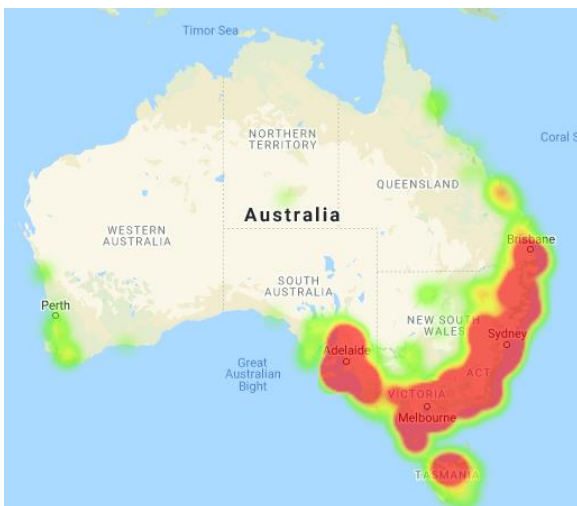 Timor Sea
NORTHERN
TERRITORY
Coral S
QUEENSLAND
Australia
WESTERN
AUSTRALIA
Brisbane
SOUTH
AUSTRALIA
Perth
NEW SOUTH
WALES
Sydney
Adelaide
Great
Australian
Bight
ACT
VICTORIA
Melbourne
TASMANIA